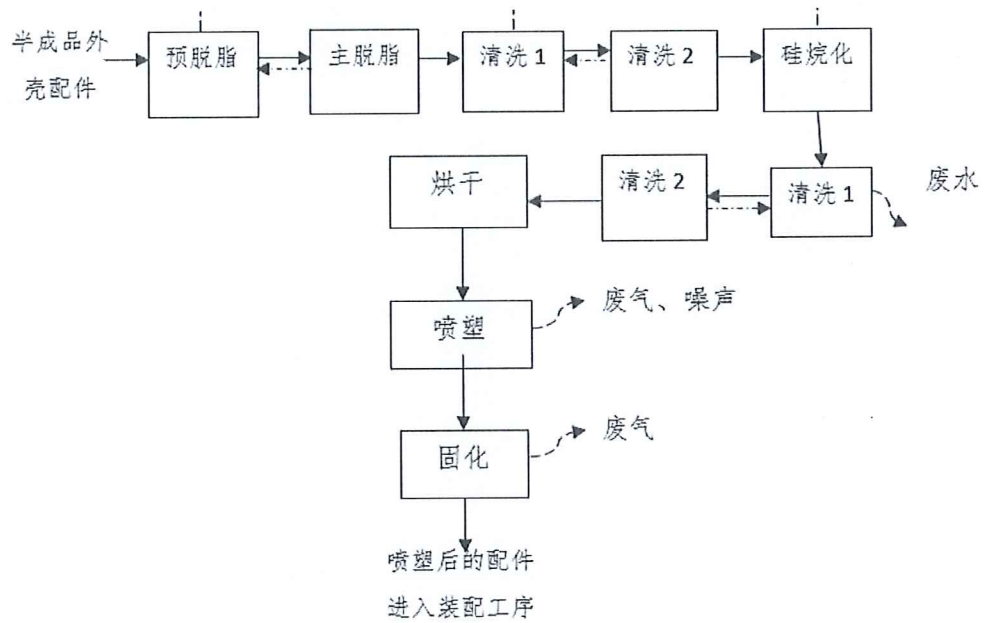 半成品外
壳配件
预脱脂
主脱脂
清洗 1
清洗 2
硅烷化
烘干
清洗 2
清洗 1
废水
喷塑
废气、噪声
固化
废气
喷塑后的配件
进入装配工序